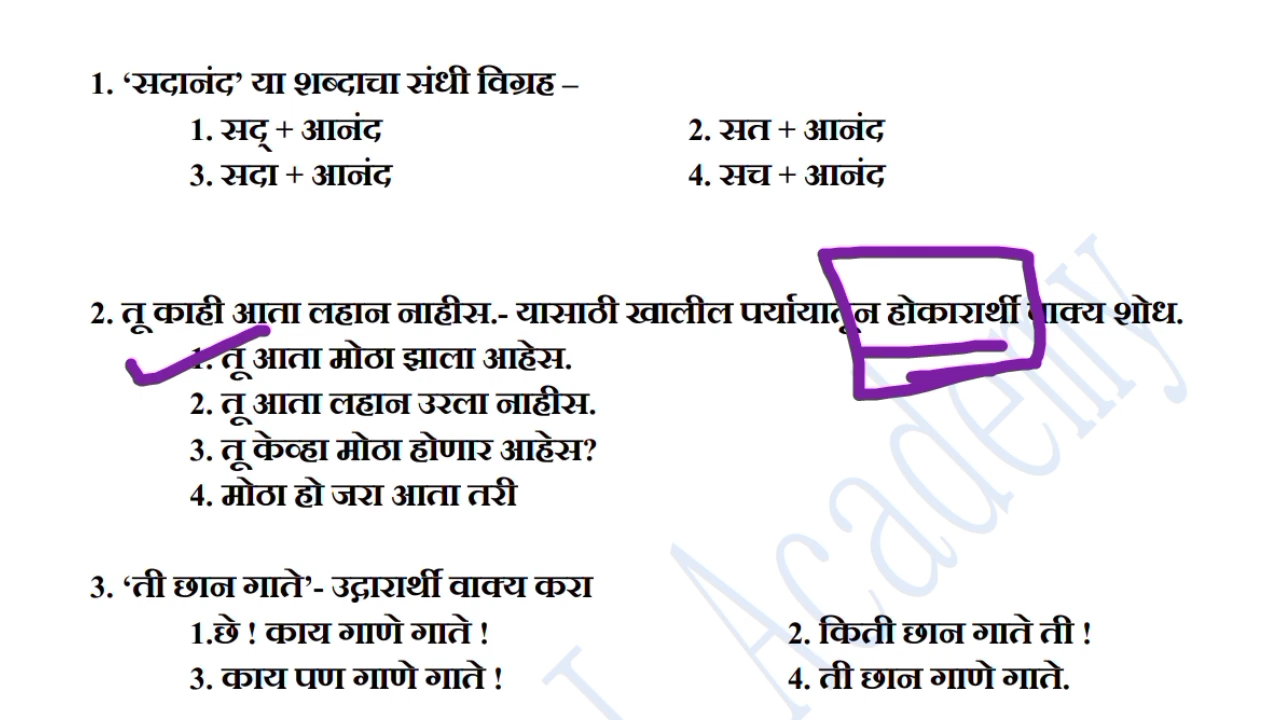 1. ‘सदानंद’ या शब्दाचा संधी विग्रह –
1. सद् + आनंद 2. सत + आनंद
3. सदा + आनंद 4. सच + आनंद
2. तू काही आता लहान नाहीस.- यासाठी खालील पर्यायातून होकारार्थी वाक्य शोध.
1. तू आता मोठा झाला आहेस.
2. तू आता लहान उरला नाहीस.
3. तू केव्हा मोठा होणार आहेस?
4. मोठा हो जरा आता तरी
3. ‘ती छान गाते’- उद्गारार्थी वाक्य करा
1.छे ! काय गाणे गाते ! 2. किती छान गाते ती !
3. काय पण गाणे गाते ! 4. ती छान गाणे गाते.
Academy